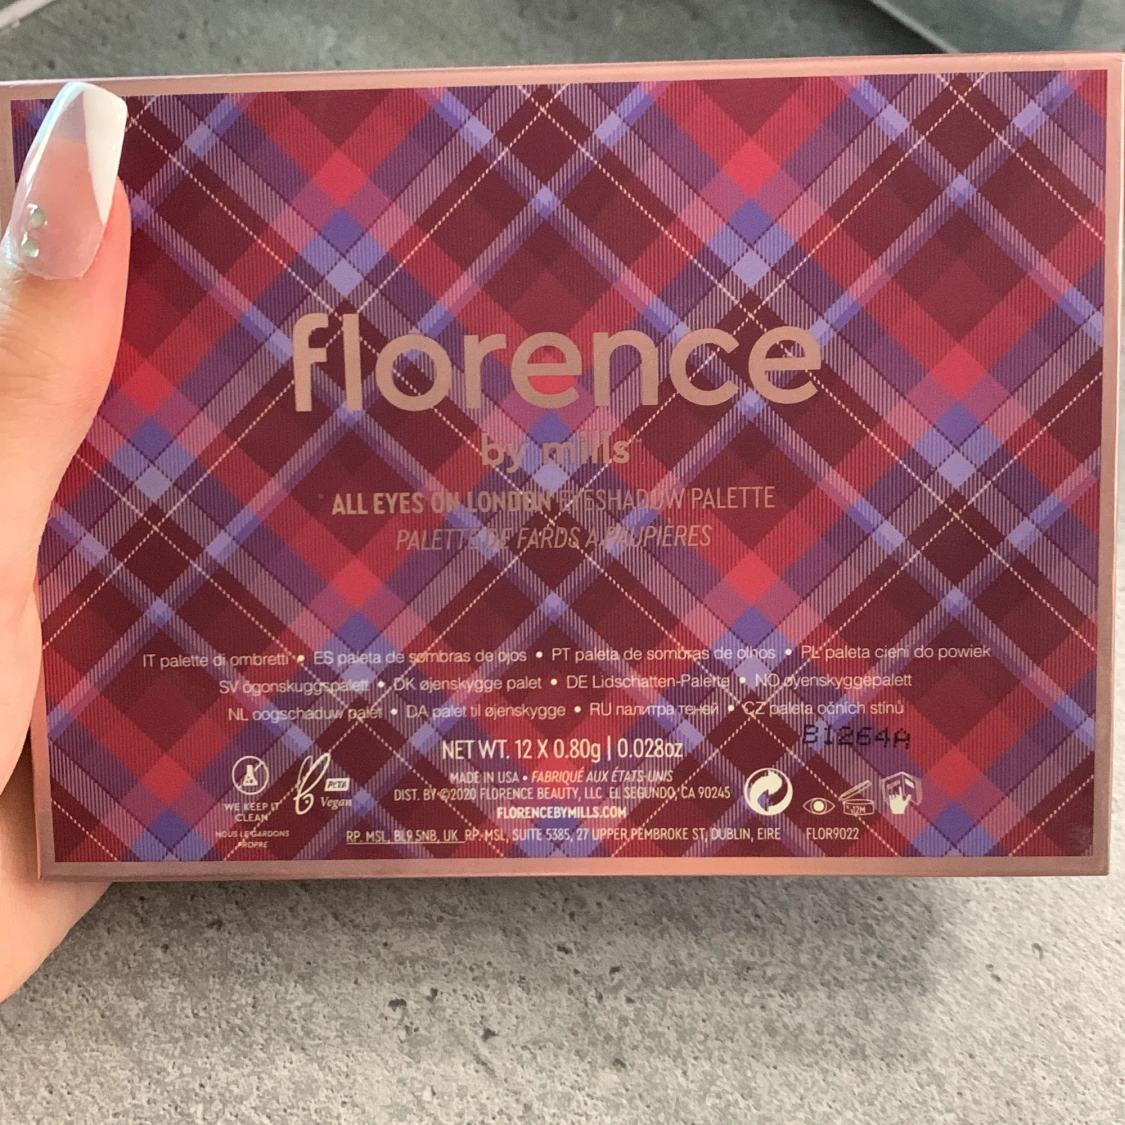 florence
by mills
ALL EYES ON LONDON EYESHADOW PALETTE
PALETTE DE FARDS À PAUPIÈRES
IT palette di ombretti • ES paleta de sombras de ojos • PT paleta de sombras de olhos • PL paleta cieni do powiek
SV ögonskuggspalett • DK øjenskygge palet • DE Lidschatten-Palette • NO øyenskyggepalett
NL oogschaduw palet • DA palet til øjenskygge • RU палитра теней • CZ paleta očních stínů
B1264A
NET WT. 12 X 0.80g | 0.028oz
MADE IN USA • FABRIQUÉ AUX ÉTATS-UNIS
DIST. BY ©2020 FLORENCE BEAUTY, LLC EL SEGUNDO, CA 90245
FLORENCEBYMILLS.COM
RP. MSL, BL9 5NB, UK RP. MSL, SUITE 5385, 27 UPPER PEMBROKE ST, DUBLIN, EIRE
FLOR9022
WE KEEP IT
CLEAN
NOUS LE GARDONS
PROPRE
PETA
Vegan
12M